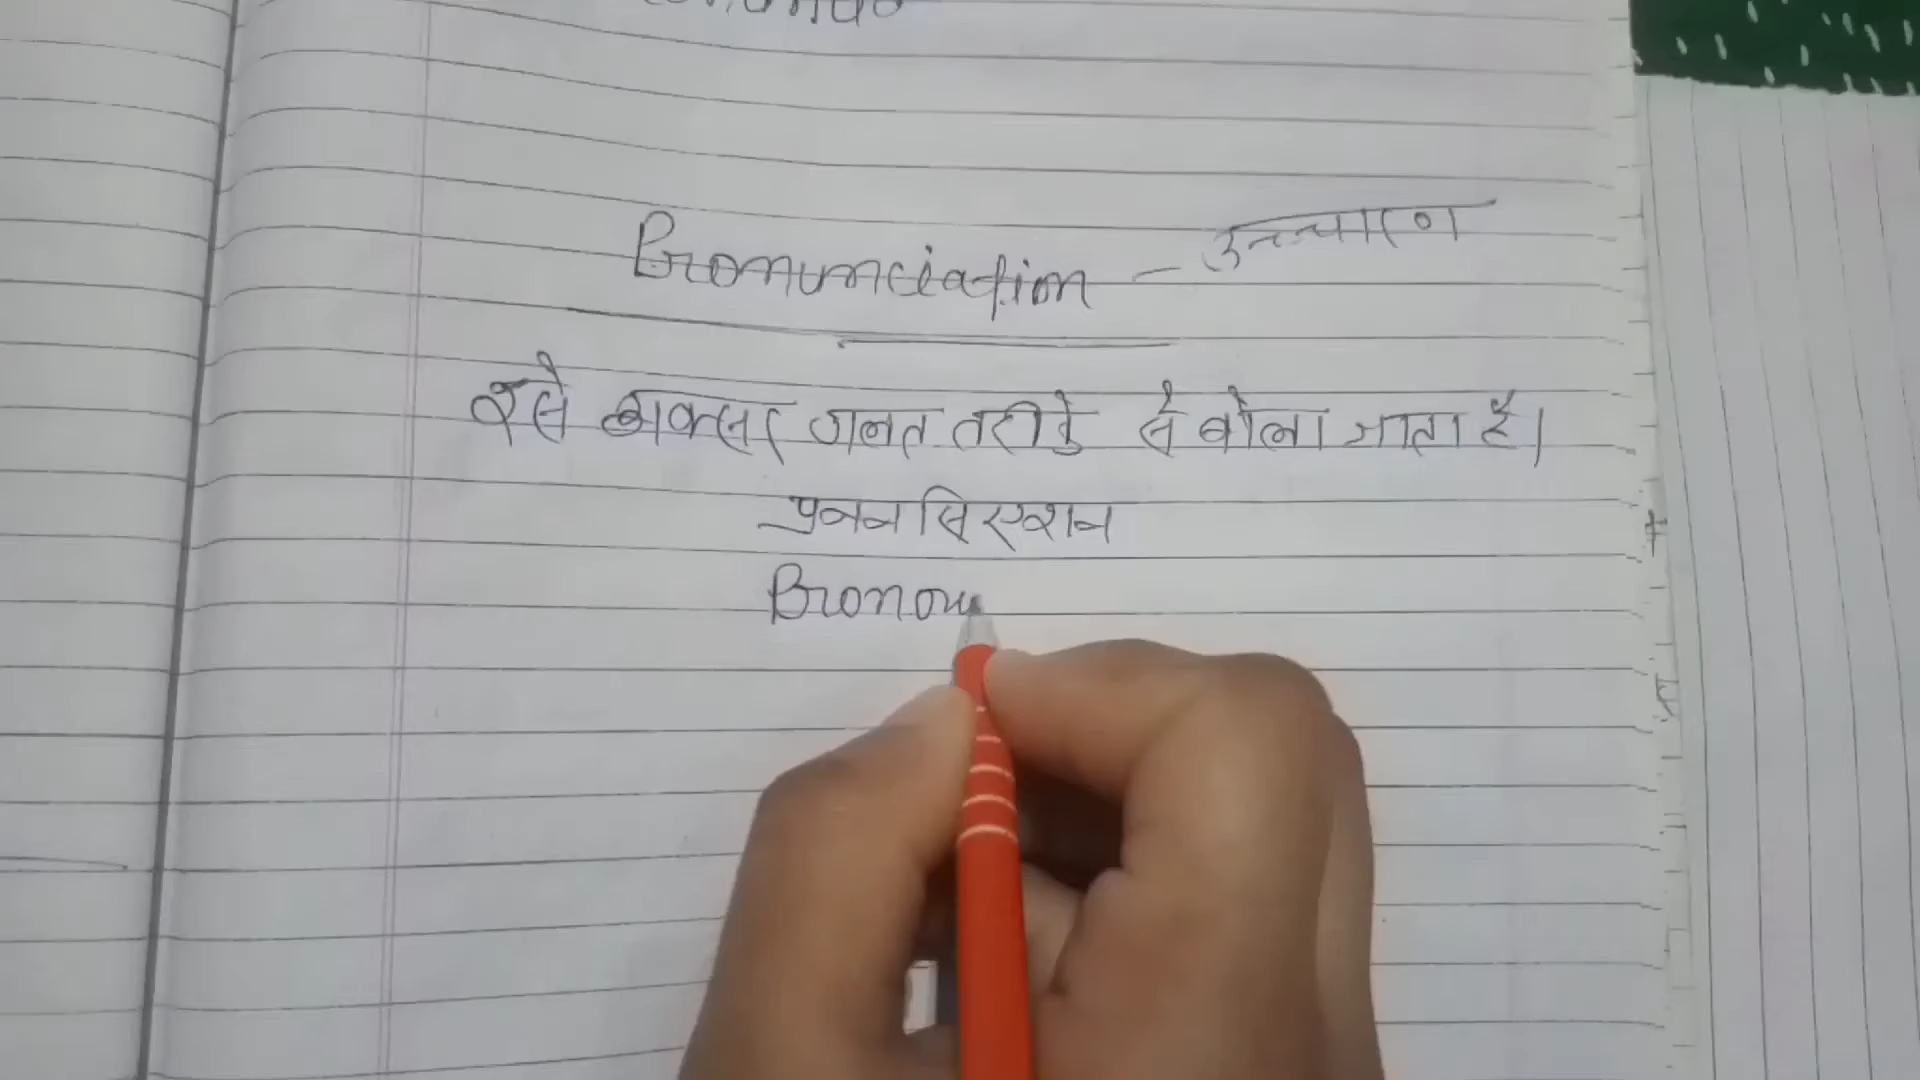 Pronunciation - उच्चारण
इसे अक्सर गलत तरीके से बोला जाता है।
प्रननसिएशन
Pronou